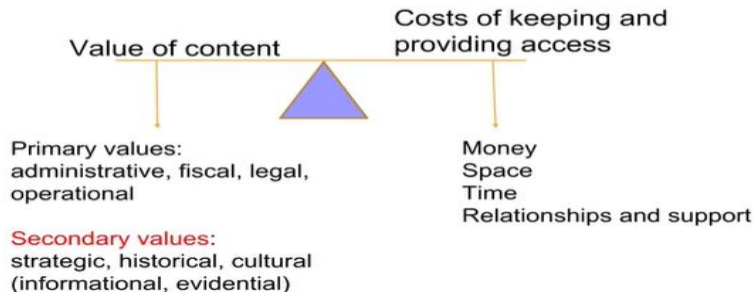 Value of content
Costs of keeping and
providing access
Primary values:
administrative, fiscal, legal,
operational
Secondary values:
strategic, historical, cultural
(informational, evidential)
Money
Space
Time
Relationships and support